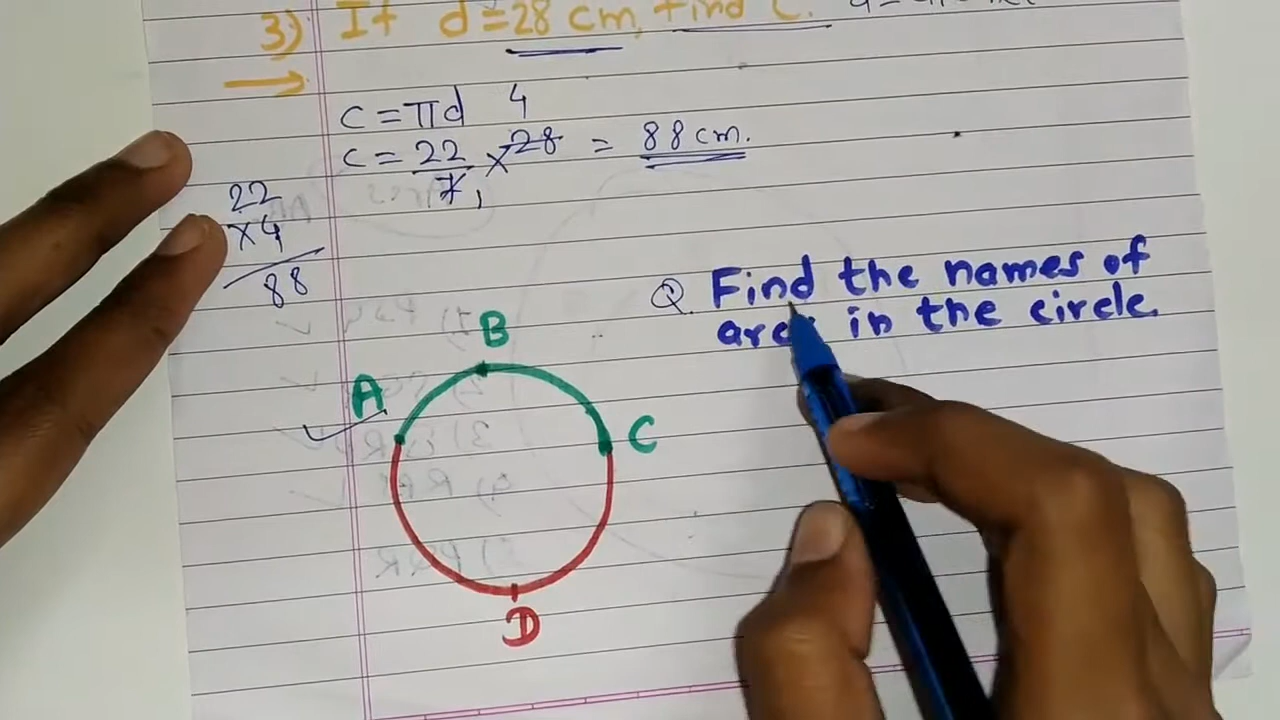 3) If d = 28 cm, find C.
C = πd 4
C = 22/7 × 28 = 88 cm.
1
22
×4
88
Q. Find the names of
arcs in the circle.
B
A
C
D